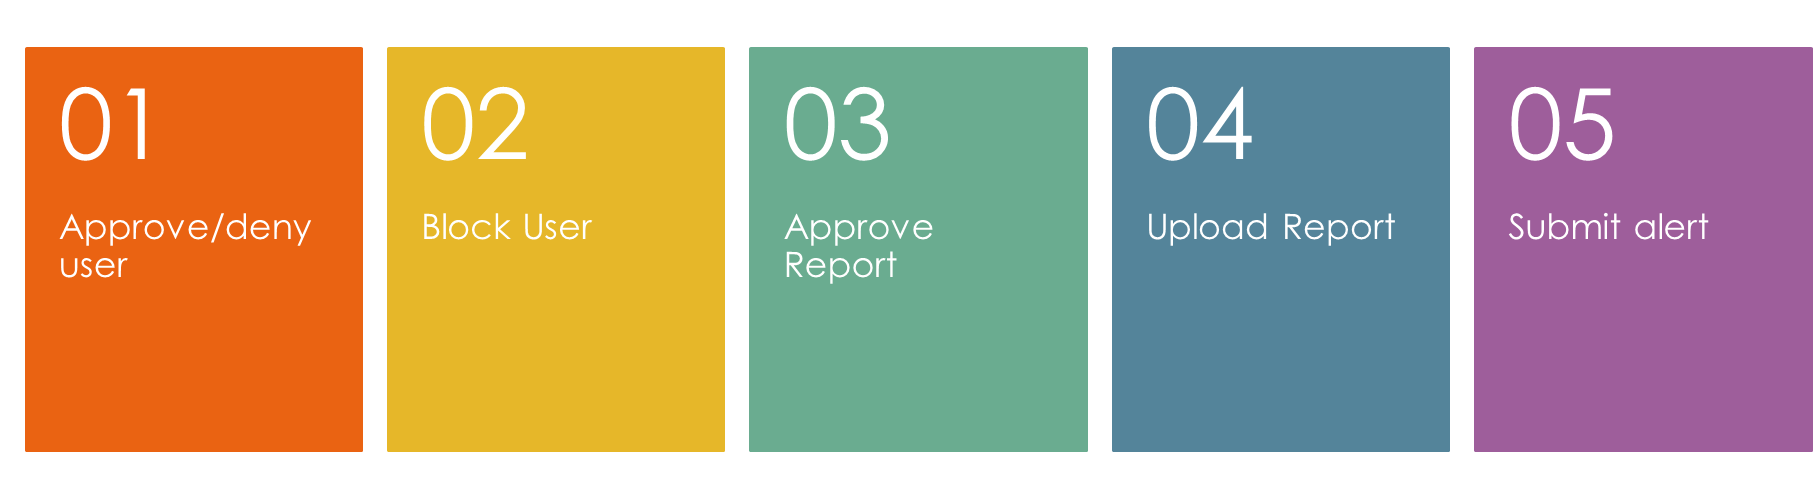 01
Approve/deny
user
02
Block User
03
Approve
Report
04
Upload Report
05
Submit alert